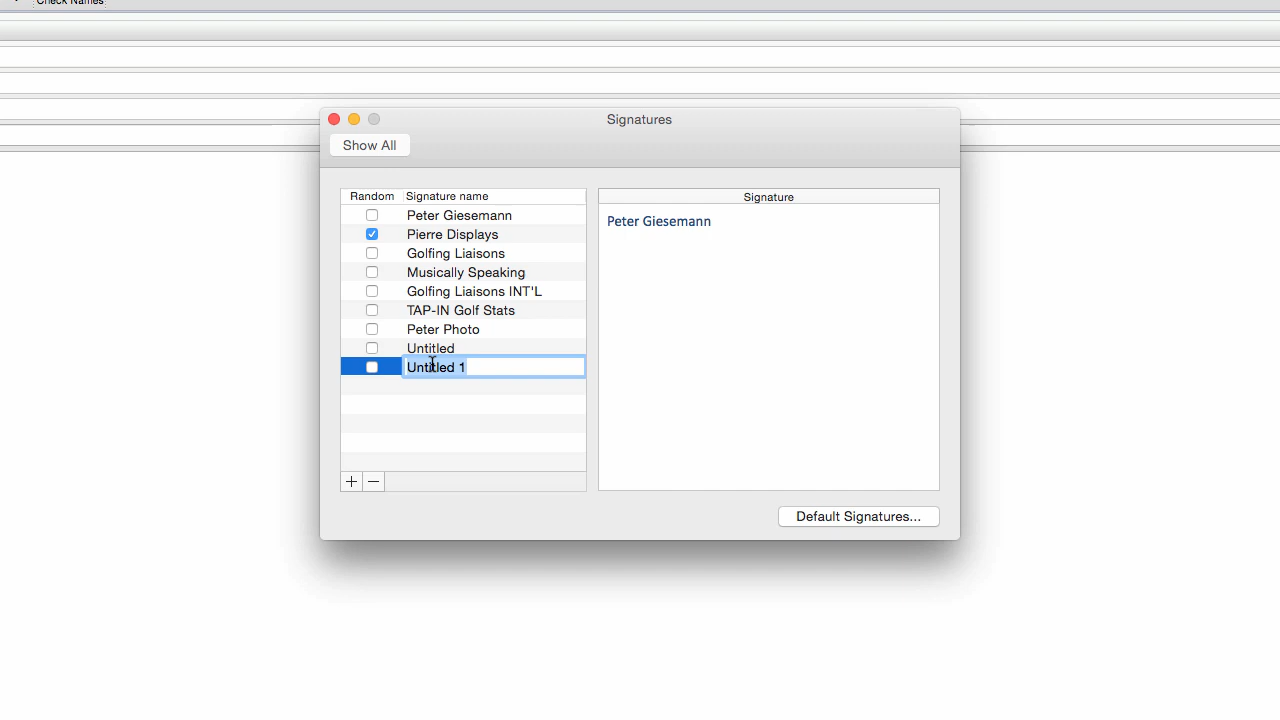 Check Names
Signatures
Show All
Random Signature name
Peter Giesemann
Pierre Displays
Golfing Liaisons
Musically Speaking
Golfing Liaisons INT'L
TAP-IN Golf Stats
Peter Photo
Untitled
Untitled 1
Signature
Peter Giesemann
Default Signatures...